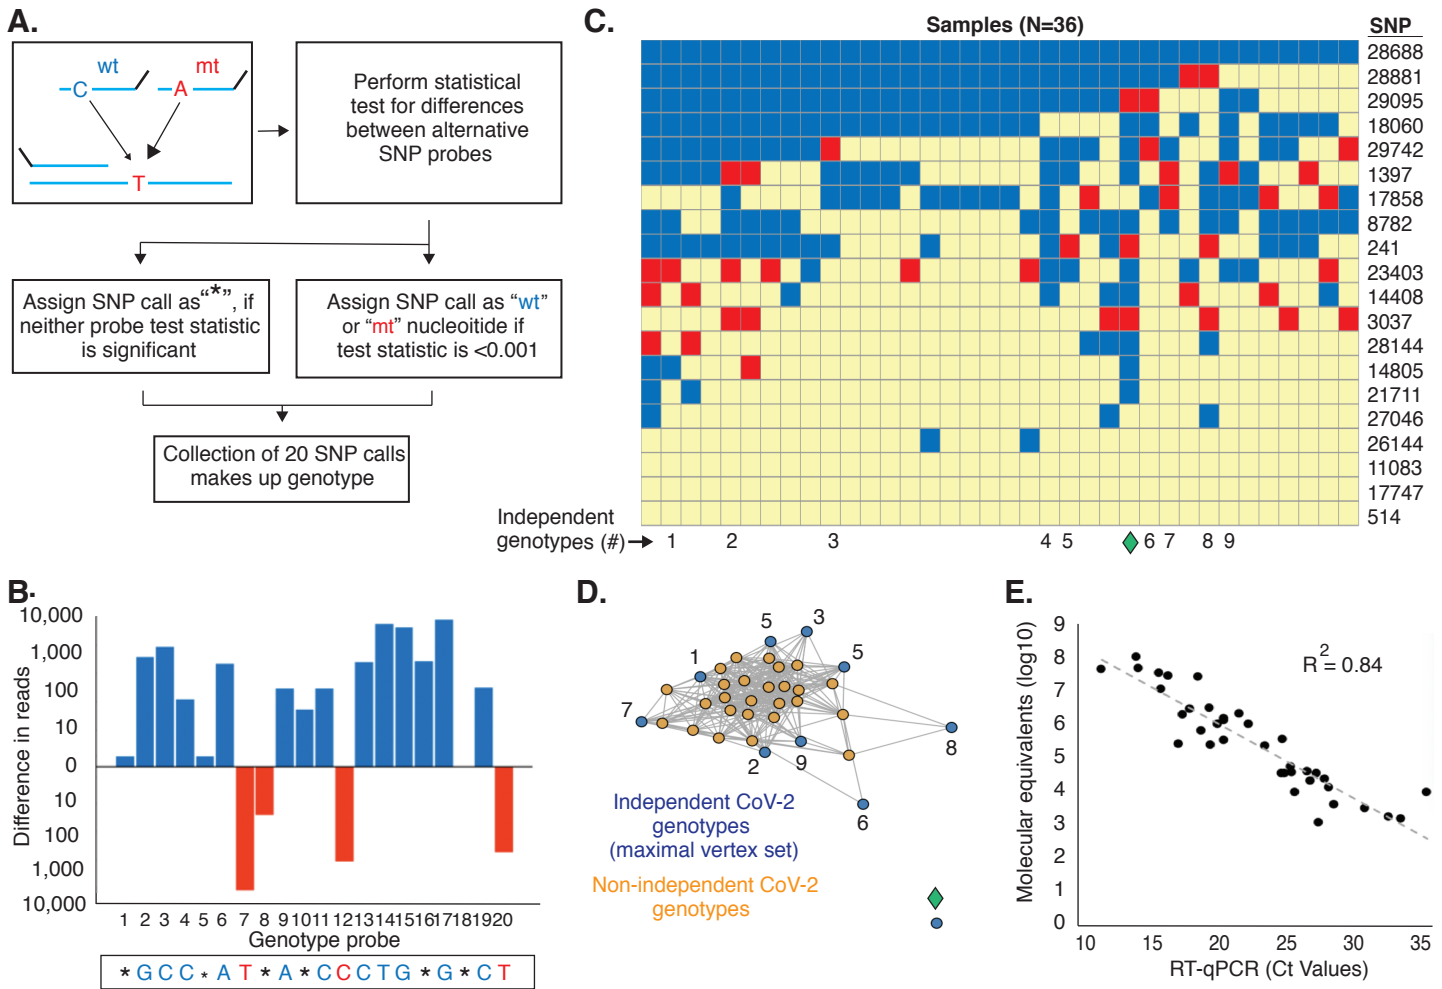 A.
wt
mt
C
A
T
Perform statistical
test for differences
between alternative
SNP probes
Assign SNP call as“*”, if
neither probe test statistic
is significant
Assign SNP call as “wt”
or “mt” nucleoitide if
test statistic is <0.001
Collection of 20 SNP calls
makes up genotype
B.
Difference in reads
10,000
1,000
100
10
0
10
100
1,000
10,000
1 2 3 4 5 6 7 8 9 10 11 12 13 14 15 16 17 18 19 20
Genotype probe
* G C C * A T * A * C C C T G * G * C T
C.
Samples (N=36)
SNP
28688
28881
29095
18060
29742
1397
17858
8782
241
23403
14408
3037
28144
14805
21711
27046
26144
11083
17747
514
Independent
genotypes (#)
1 2 3 4 5 6 7 8 9
D.
5
3
1
5
7
8
2
9
6
Independent CoV-2
genotypes
(maximal vertex set)
Non-independent CoV-2
genotypes
E.
Molecular equivalents (log10)
9
8
7
6
5
4
3
2
1
0
R2 = 0.84
10 15 20 25 30 35
RT-qPCR (Ct Values)